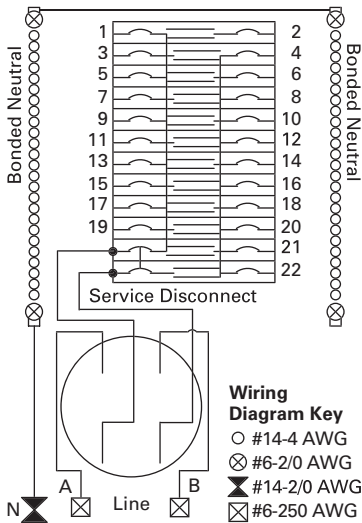 Bonded Neutral
Bonded Neutral
1 2
3 4
5 6
7 8
9 10
11 12
13 14
15 16
17 18
19 20
21
22
Service Disconnect
Wiring
Diagram Key
#14-4 AWG
#6-2/0 AWG
#14-2/0 AWG
#6-250 AWG
A B
N Line